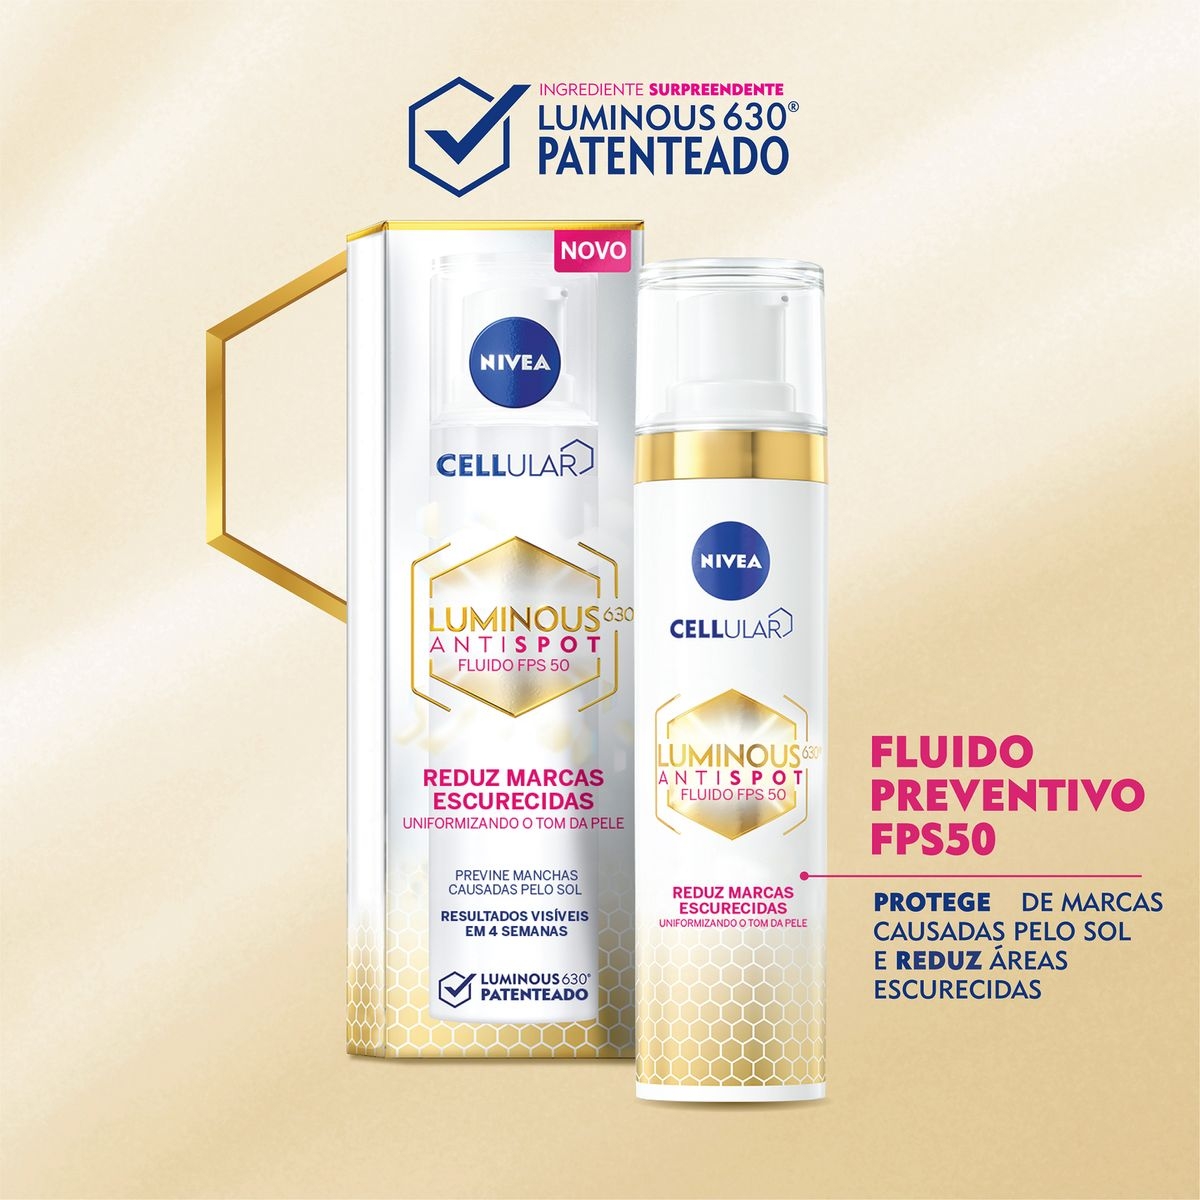 INGREDIENTE SURPREENDENTE
LUMINOUS 630®
PATENTEADO
NOVO
NIVEA
CELLULAR
LUMINOUS 630
ANTISPOT
FLUIDO FPS 50
REDUZ MARCAS
ESCURECIDAS
UNIFORMIZANDO O TOM DA PELE
PREVINE MANCHAS
CAUSADAS PELO SOL
RESULTADOS VISÍVEIS
EM 4 SEMANAS
LUMINOUS 630®
PATENTEADO
NIVEA
CELLULAR
LUMINOUS 630®
ANTISPOT
FLUIDO FPS 50
REDUZ MARCAS
ESCURECIDAS
UNIFORMIZANDO O TOM DA PELE
FLUIDO
PREVENTIVO
FPS50
PROTEGE DE MARCAS
CAUSADAS PELO SOL
E REDUZ ÁREAS
ESCURECIDAS